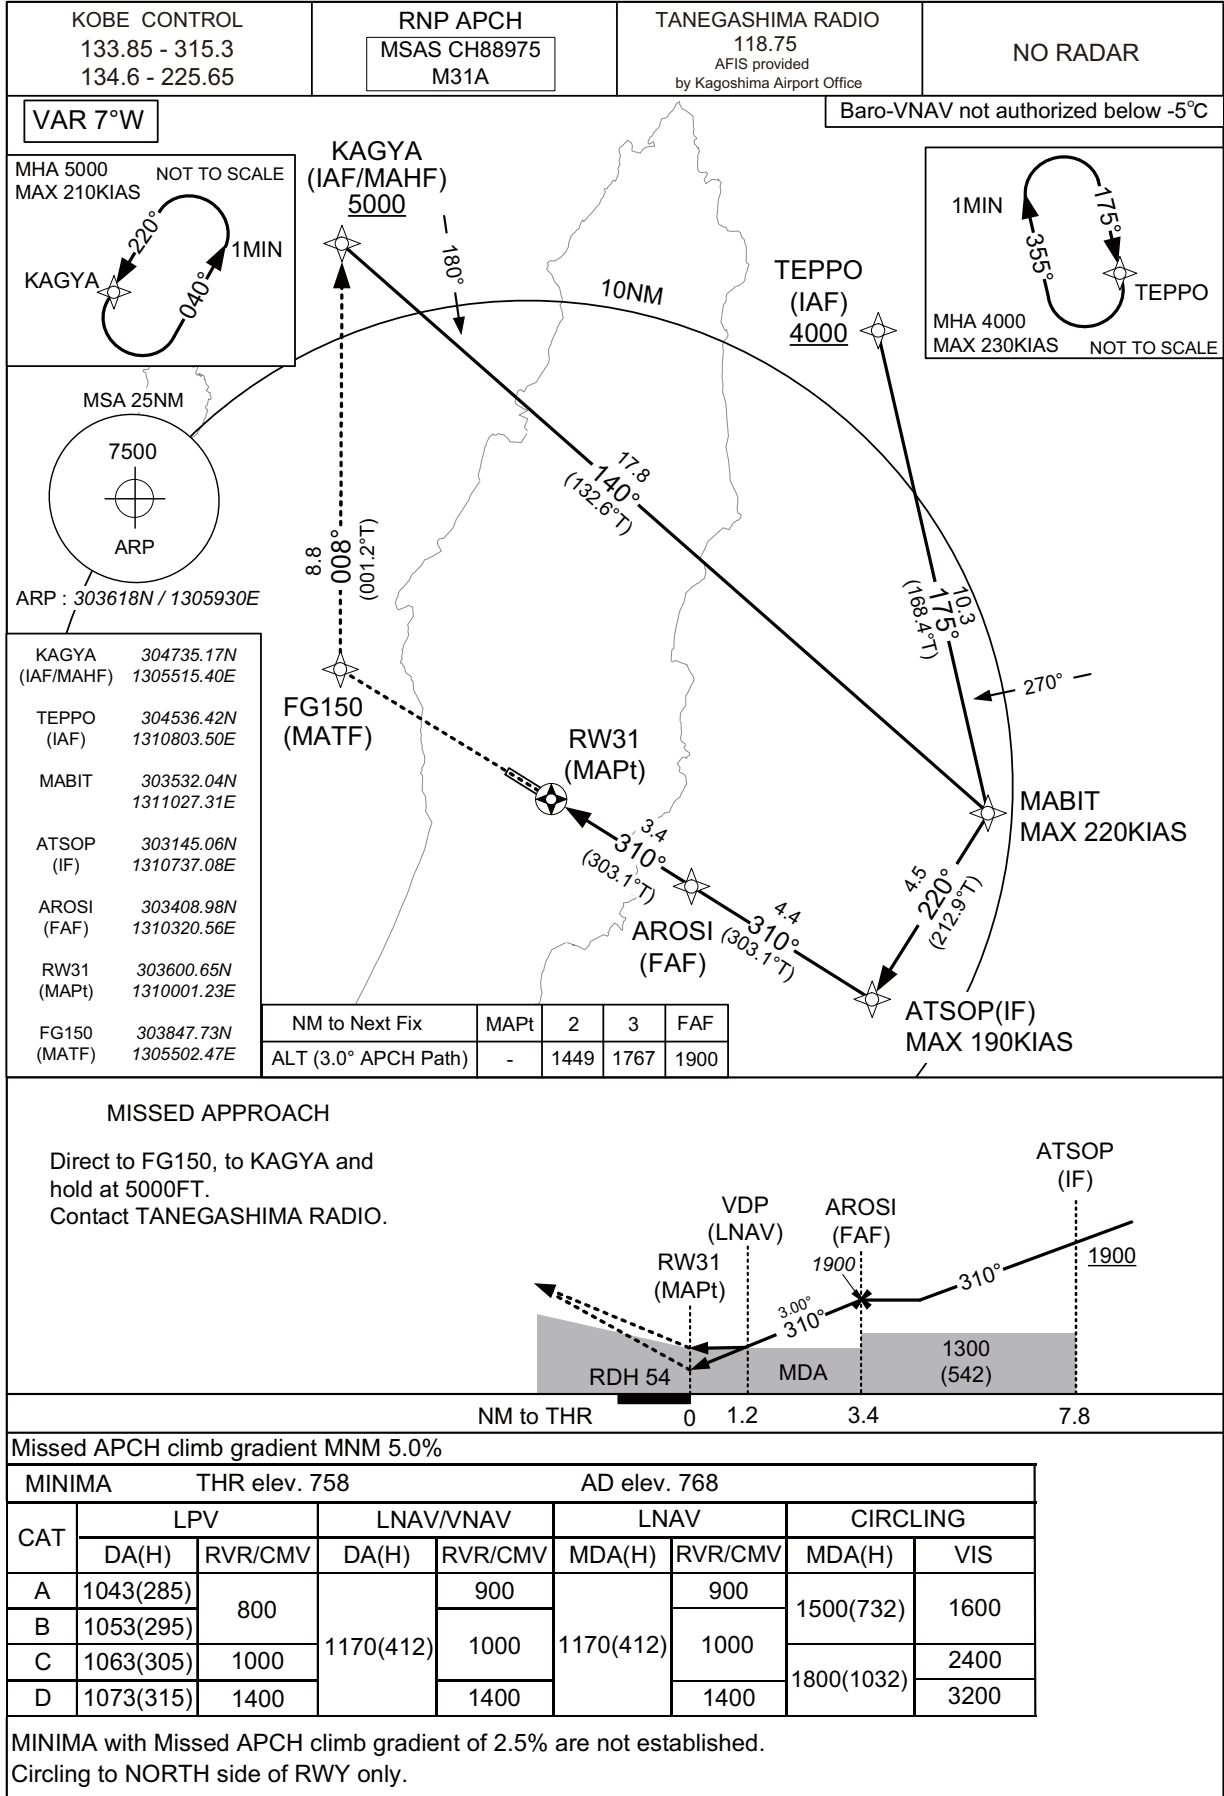 KOBE CONTROL
133.85 - 315.3
134.6 - 225.65
RNP APCH
MSAS CH88975
M31A
TANEGASHIMA RADIO
118.75
AFIS provided
by Kagoshima Airport Office
NO RADAR
VAR 7°W
Baro-VNAV not authorized below -5°C
MHA 5000
MAX 210KIAS
NOT TO SCALE
220°
1MIN
KAGYA
040°
KAGYA
(IAF/MAHF)
5000
180°
10NM
TEPPO
(IAF)
4000
1MIN
175°
355°
TEPPO
MHA 4000
MAX 230KIAS
NOT TO SCALE
MSA 25NM
7500
ARP
ARP : 303618N / 1305930E
17.8
140°
(132.6°T)
8.8
008°
(001.2°T)
10.3
175°
(168.4°T)
270°
KAGYA 304735.17N
(IAF/MAHF) 1305515.40E
TEPPO 304536.42N
(IAF) 1310803.50E
MABIT 303532.04N
1311027.31E
ATSOP 303145.06N
(IF) 1310737.08E
AROSI 303408.98N
(FAF) 1310320.56E
RW31 303600.65N
(MAPt) 1310001.23E
FG150 303847.73N
(MATF) 1305502.47E
FG150
(MATF)
RW31
(MAPt)
MABIT
MAX 220KIAS
3.4
310°
(303.1°T)
4.5
220°
(212.9°T)
AROSI
(FAF)
4.4
310°
(303.1°T)
ATSOP(IF)
MAX 190KIAS
NM to Next Fix MAPt 2 3 FAF
ALT (3.0° APCH Path) - 1449 1767 1900
MISSED APPROACH
Direct to FG150, to KAGYA and
hold at 5000FT.
Contact TANEGASHIMA RADIO.
ATSOP
(IF)
VDP
(LNAV)
AROSI
(FAF)
1900
RW31
(MAPt)
1900
310°
3.00°
310°
1300
(542)
RDH 54
MDA
NM to THR 0 1.2 3.4 7.8
Missed APCH climb gradient MNM 5.0%
MINIMA THR elev. 758 AD elev. 768
CAT LPV LNAV/VNAV LNAV CIRCLING
DA(H) RVR/CMV DA(H) RVR/CMV MDA(H) RVR/CMV MDA(H) VIS
A 1043(285) 800 1170(412) 900 1170(412) 900 1500(732) 1600
B 1053(295) 1000 1000
C 1063(305) 1000 1800(1032) 2400
D 1073(315) 1400 1400 1400 3200
MINIMA with Missed APCH climb gradient of 2.5% are not established.
Circling to NORTH side of RWY only.